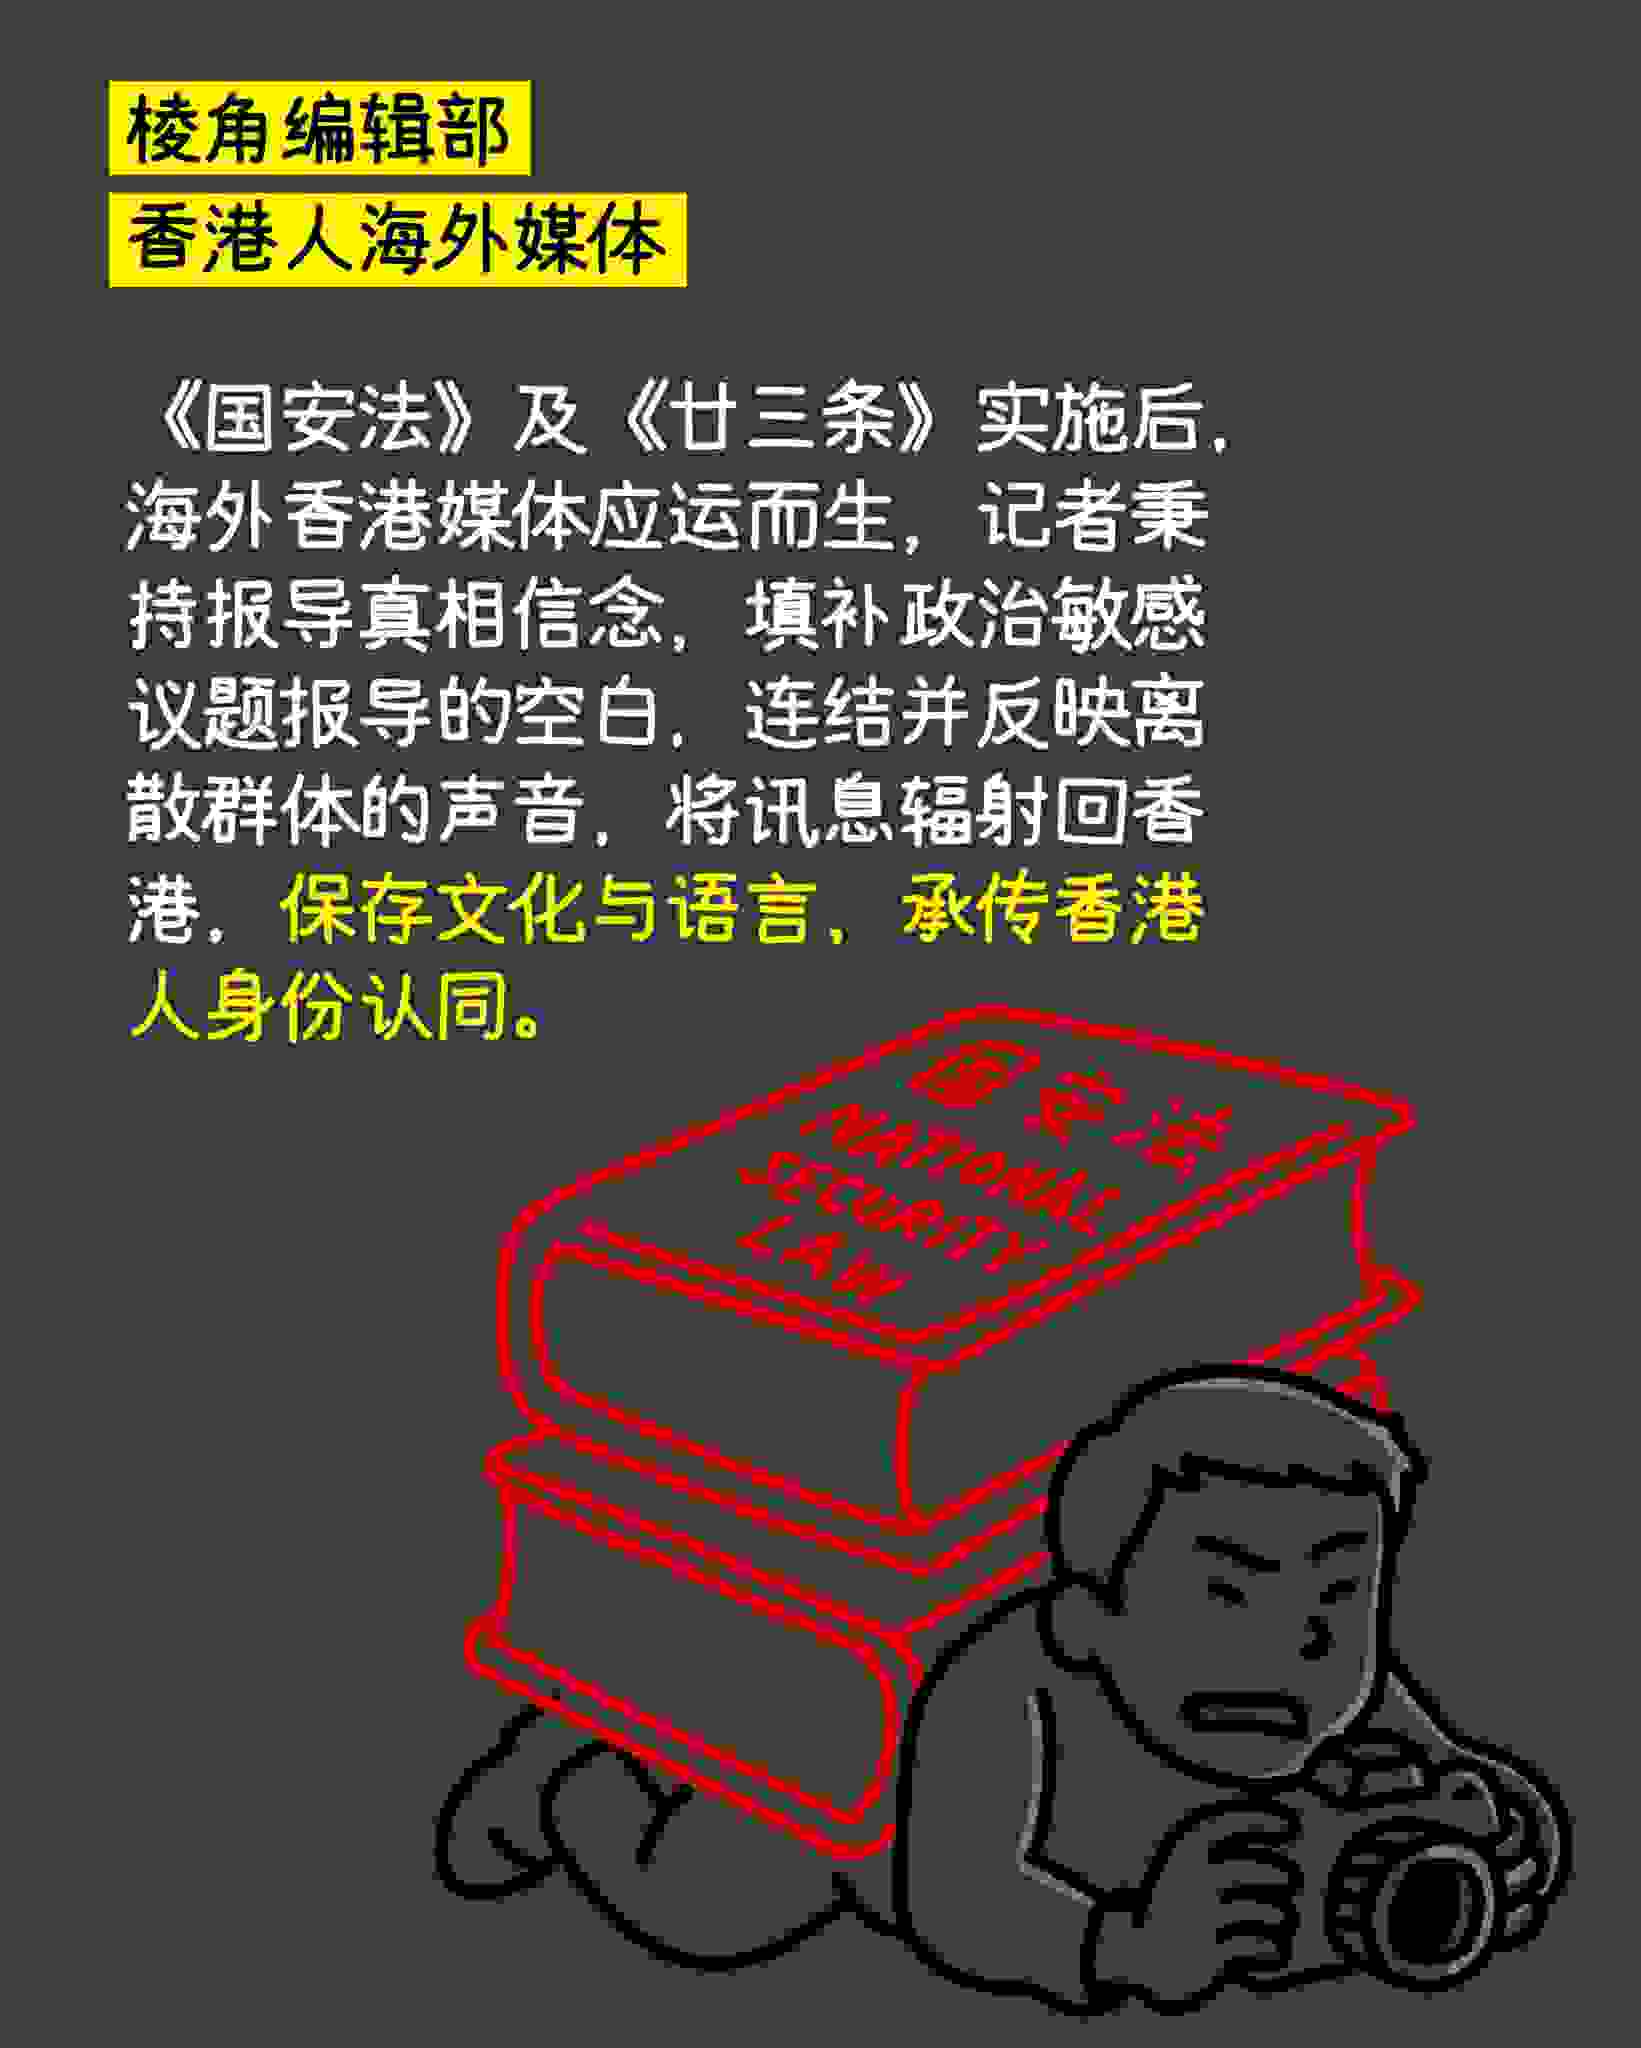 棱角编辑部
香港人海外媒体
《国安法》及《廿三条》实施后，
海外香港媒体应运而生，记者秉
持报导真相信念，填补政治敏感
议题报导的空白，连结并反映离
散群体的声音，将讯息辐射回香
港，保存文化与语言，承传香港
人身份认同。
国安法
NATIONAL
SECURITY
LAW